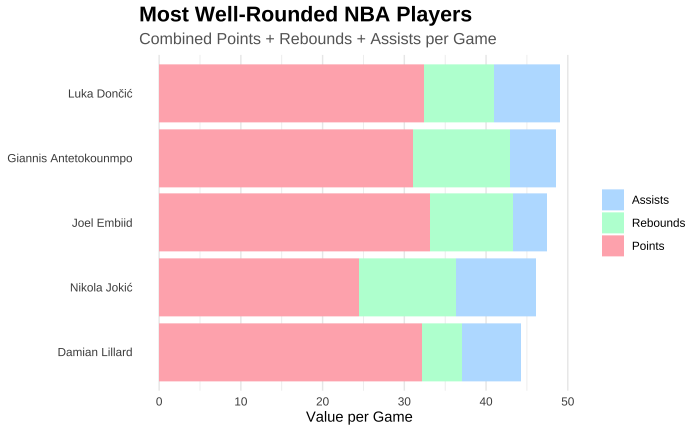 Most Well-Rounded NBA Players
Combined Points + Rebounds + Assists per Game
Luka Dončić
Giannis Antetokounmpo
Joel Embiid
Nikola Jokić
Damian Lillard
0 10 20 30 40 50
Value per Game
Assists
Rebounds
Points